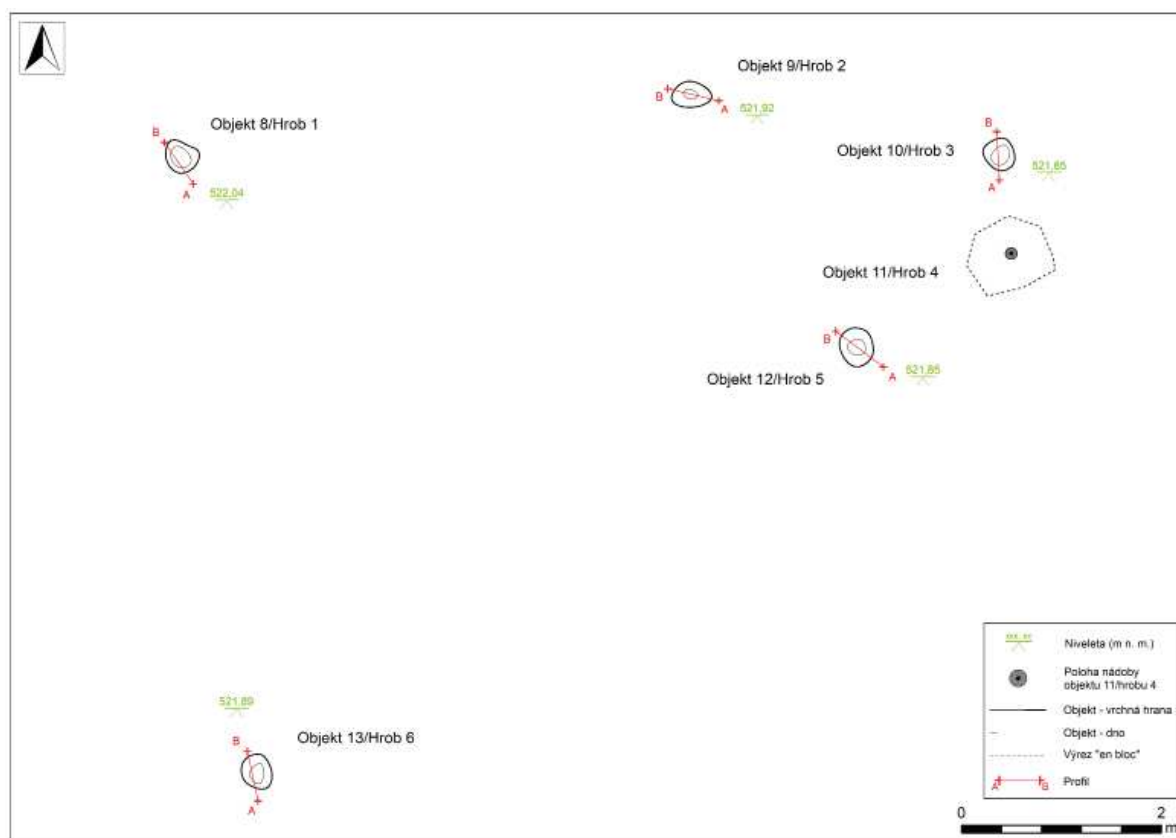 Objekt 9/Hrob 2
B
A
521,92
Objekt 8/Hrob 1
B
A
522,04
Objekt 10/Hrob 3
B
A
521,85
Objekt 11/Hrob 4
B
A
Objekt 12/Hrob 5
521,85
521,89
B
A
Objekt 13/Hrob 6
Niveleta (m n. m.)
Poloha nádoby
objektu 11/hrobu 4
Objekt - vrchná hrana
Objekt - dno
Výrez "en bloc"
A
B
Profil
0
2
m